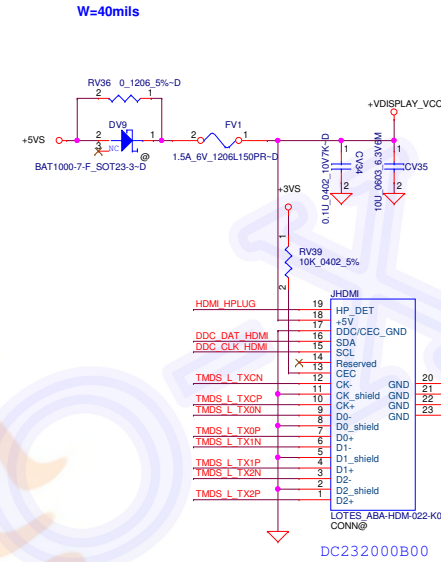 W=40mils
RV36 0_1206_5%~D
2 1
DV9
FV1
+VDISPLAY_VCC
+5VS 2 1 2 1
3 NC
@
BAT1000-7-F_SOT23-3~D
1.5A_6V_1206L150PR~D
0.1U_0402_10V7K~D
1
CV34
2
10U_0603_6.3V6M
1
CV35
2
+3VS
1
RV39
10K_0402_5%
2
JHDMI
HDMI_HPLUG 19 HP_DET
18 +5V
17 DDC/CEC_GND
DDC_DAT_HDMI 16 SDA
DDC_CLK_HDMI 15 SCL
14 Reserved
13 CEC
TMDS_L_TXCN 12 CK- GND 20
11 CK_shield GND 21
TMDS_L_TXCP 10 CK+ GND 22
TMDS_L_TX0N 9 D0- GND 23
8 D0_shield
TMDS_L_TX0P 7 D0+
TMDS_L_TX1N 6 D1-
5 D1_shield
TMDS_L_TX1P 4 D1+
TMDS_L_TX2N 3 D2-
2 D2_shield
TMDS_L_TX2P 1 D2+
LOTES_ABA-HDM-022-K0
CONN@
DC232000B00